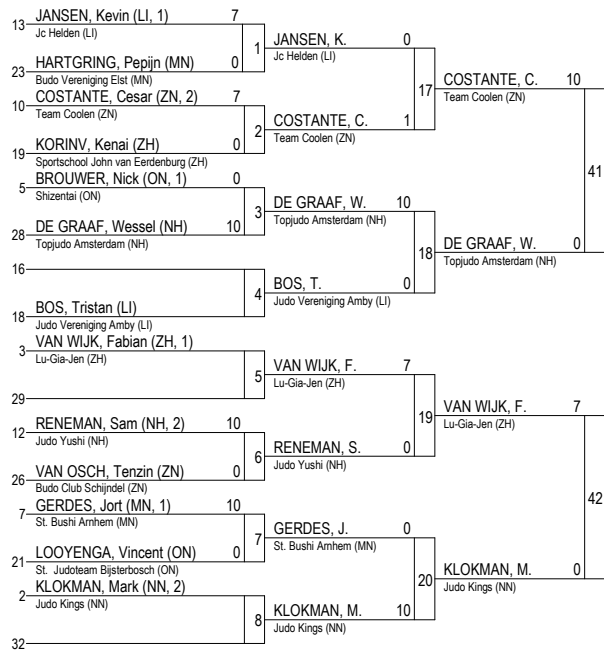 13 JANSEN, Kevin (LI, 1) 7
Jc Helden (LI)
1
23 HARTGRING, Pepijn (MN) 0
Budo Vereniging Elst (MN)
JANSEN, K. 0
Jc Helden (LI)
10 COSTANTE, Cesar (ZN, 2) 7
Team Coolen (ZN)
2
19 KORINV, Kenai (ZH) 0
Sportschool John van Eerdenburg (ZH)
COSTANTE, C. 1
Team Coolen (ZN)
17
COSTANTE, C. 10
Team Coolen (ZN)
5 BROUWER, Nick (ON, 1) 0
Shizentai (ON)
3
28 DE GRAAF, Wessel (NH) 10
Topjudo Amsterdam (NH)
DE GRAAF, W. 10
Topjudo Amsterdam (NH)
16
4
18 BOS, Tristan (LI)
Judo Vereniging Amby (LI)
BOS, T. 0
Judo Vereniging Amby (LI)
18
DE GRAAF, W. 0
Topjudo Amsterdam (NH)
41
3 VAN WIJK, Fabian (ZH, 1)
Lu-Gia-Jen (ZH)
5
29
VAN WIJK, F. 7
Lu-Gia-Jen (ZH)
12 RENEMAN, Sam (NH, 2) 10
Judo Yushi (NH)
6
26 VAN OSCH, Tenzin (ZN) 0
Budo Club Schijndel (ZN)
RENEMAN, S. 0
Judo Yushi (NH)
19
VAN WIJK, F. 7
Lu-Gia-Jen (ZH)
7 GERDES, Jort (MN, 1) 10
St. Bushi Arnhem (MN)
7
21 LOOYENGA, Vincent (ON) 0
St. Judoteam Bijsterbosch (ON)
GERDES, J. 0
St. Bushi Arnhem (MN)
2 KLOKMAN, Mark (NN, 2)
Judo Kings (NN)
8
32
KLOKMAN, M. 10
Judo Kings (NN)
20
KLOKMAN, M. 0
Judo Kings (NN)
42